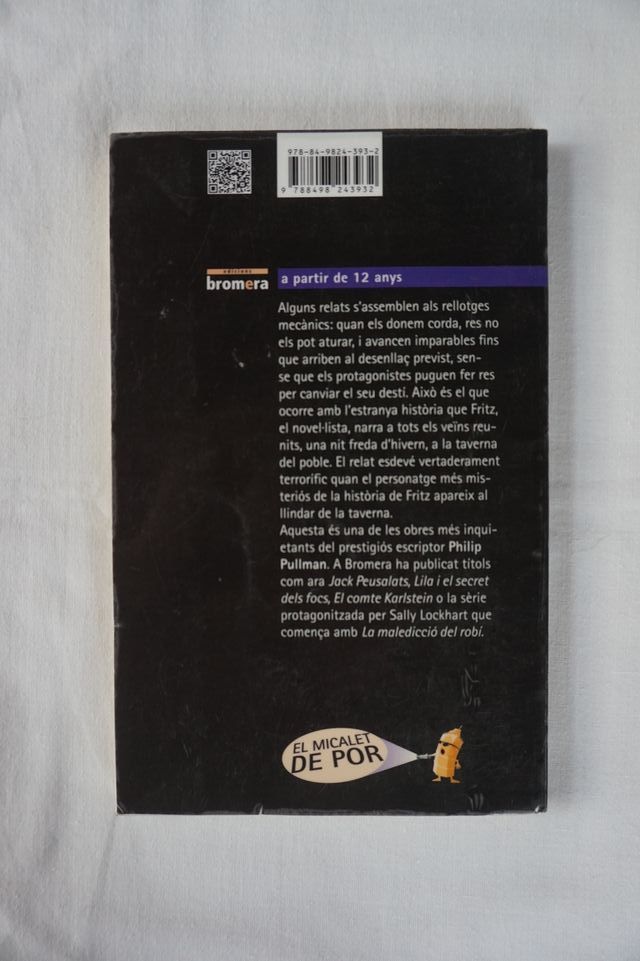 978-84-9824-393-2
9 788498 243932
edicions
bromera
a partir de 12 anys
Alguns relats s'assemblen als rellotges
mecànics: quan els donem corda, res no
els pot aturar, i avancen imparables fins
que arriben al desenllaç previst, sen-
se que els protagonistes puguen fer res
per canviar el seu destí. Això és el que
ocorre amb l'estranya història que Fritz,
el novel·lista, narra a tots els veïns reu-
nits, una nit freda d'hivern, a la taverna
del poble. El relat esdevé vertaderament
terrorífic quan el personatge més mis-
teriós de la història de Fritz apareix al
llindar de la taverna.
Aquesta és una de les obres més inqui-
etants del prestigiós escriptor Philip
Pullman. A Bromera ha publicat títols
com ara Jack Peusalats, Lila i el secret
dels focs, El comte Karlstein o la sèrie
protagonitzada per Sally Lockhart que
comença amb La maledicció del robí.
EL MICALET
DE POR